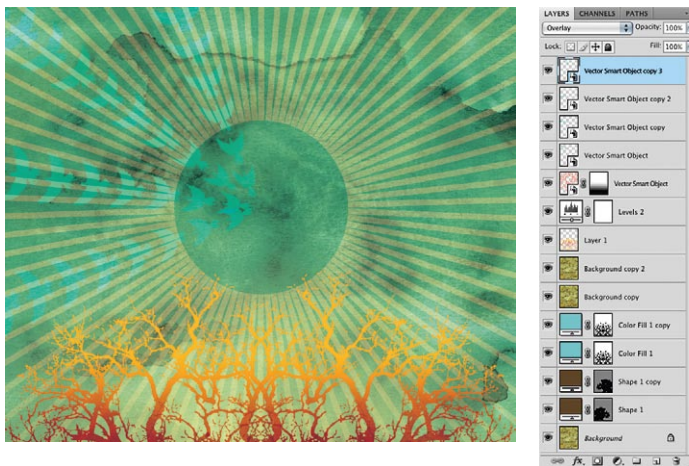 LAYERS CHANNELS PATHS
Overlay Opacity: 100%
Lock: Fill: 100%
Vector Smart Object copy 3
Vector Smart Object copy 2
Vector Smart Object copy
Vector Smart Object
Vector Smart Object
Levels 2
Layer 1
Background copy 2
Background copy
Color Fill 1 copy
Color Fill 1
Shape 1 copy
Shape 1
Background
fx